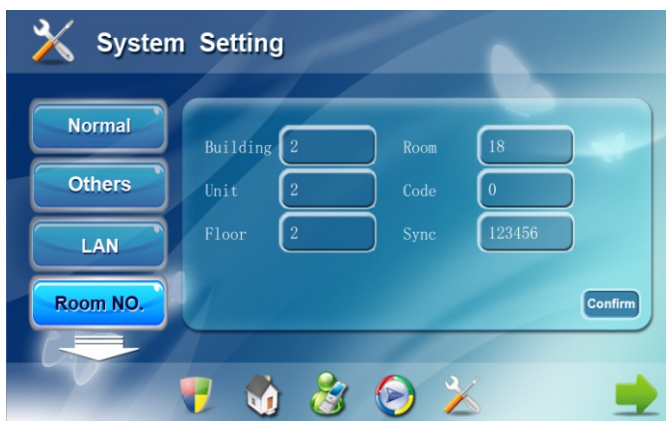 System Setting
Normal
Others
LAN
Room NO.
Building 2 Room 18
Unit 2 Code 0
Floor 2 Sync 123456
Confirm